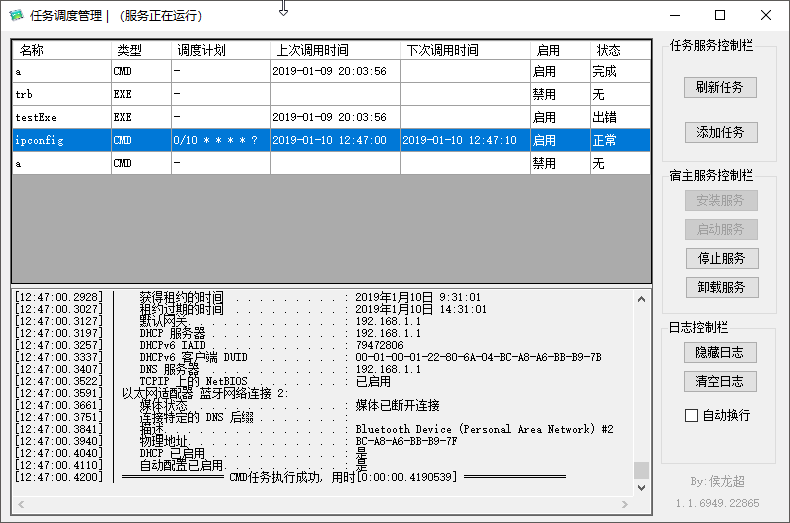 任务调度管理 | （服务正在运行）
名称 类型 调度计划 上次调用时间 下次调用时间 启用 状态
a CMD - 2019-01-09 20:03:56 启用 完成
trb EXE - 禁用 无
testExe EXE - 2019-01-09 20:03:56 启用 出错
ipconfig CMD 0/10 * * * * ? 2019-01-10 12:47:00 2019-01-10 12:47:10 启用 正常
a CMD - 禁用 无
[12:47:00.2928] | 获得租约的时间 . . . . . . . . . . . : 2019年1月10日 9:31:01
[12:47:00.3027] | 租约过期的时间 . . . . . . . . . . . : 2019年1月10日 14:31:01
[12:47:00.3127] | 默认网关. . . . . . . . . . . . . . : 192.168.1.1
[12:47:00.3197] | DHCP 服务器 . . . . . . . . . . . . : 192.168.1.1
[12:47:00.3257] | DHCPv6 IAID . . . . . . . . . . . . : 79472806
[12:47:00.3337] | DHCPv6 客户端 DUID . . . . . . . . : 00-01-00-01-22-80-6A-04-BC-A8-A6-BB-B9-7B
[12:47:00.3407] | DNS 服务器 . . . . . . . . . . . . : 192.168.1.1
[12:47:00.3522] | TCPIP 上的 NetBIOS . . . . . . . . : 已启用
[12:47:00.3591] | 以太网适配器 蓝牙网络连接 2:
[12:47:00.3661] | 媒体状态 . . . . . . . . . . . . . : 媒体已断开连接
[12:47:00.3751] | 连接特定的 DNS 后缀 . . . . . . . . :
[12:47:00.3841] | 描述. . . . . . . . . . . . . . . : Bluetooth Device (Personal Area Network) #2
[12:47:00.3940] | 物理地址. . . . . . . . . . . . . : BC-A8-A6-BB-B9-7F
[12:47:00.4040] | DHCP 已启用 . . . . . . . . . . . : 是
[12:47:00.4110] | 自动配置已启用. . . . . . . . . . : 是
[12:47:00.4200] | ════════════ CMD任务执行成功, 用时[0:00:00.4190539] ════════════
任务服务控制栏
刷新任务
添加任务
宿主服务控制栏
安装服务
启动服务
停止服务
卸载服务
日志控制栏
隐藏日志
清空日志
自动换行
By:侯龙超
1.1.6949.22865